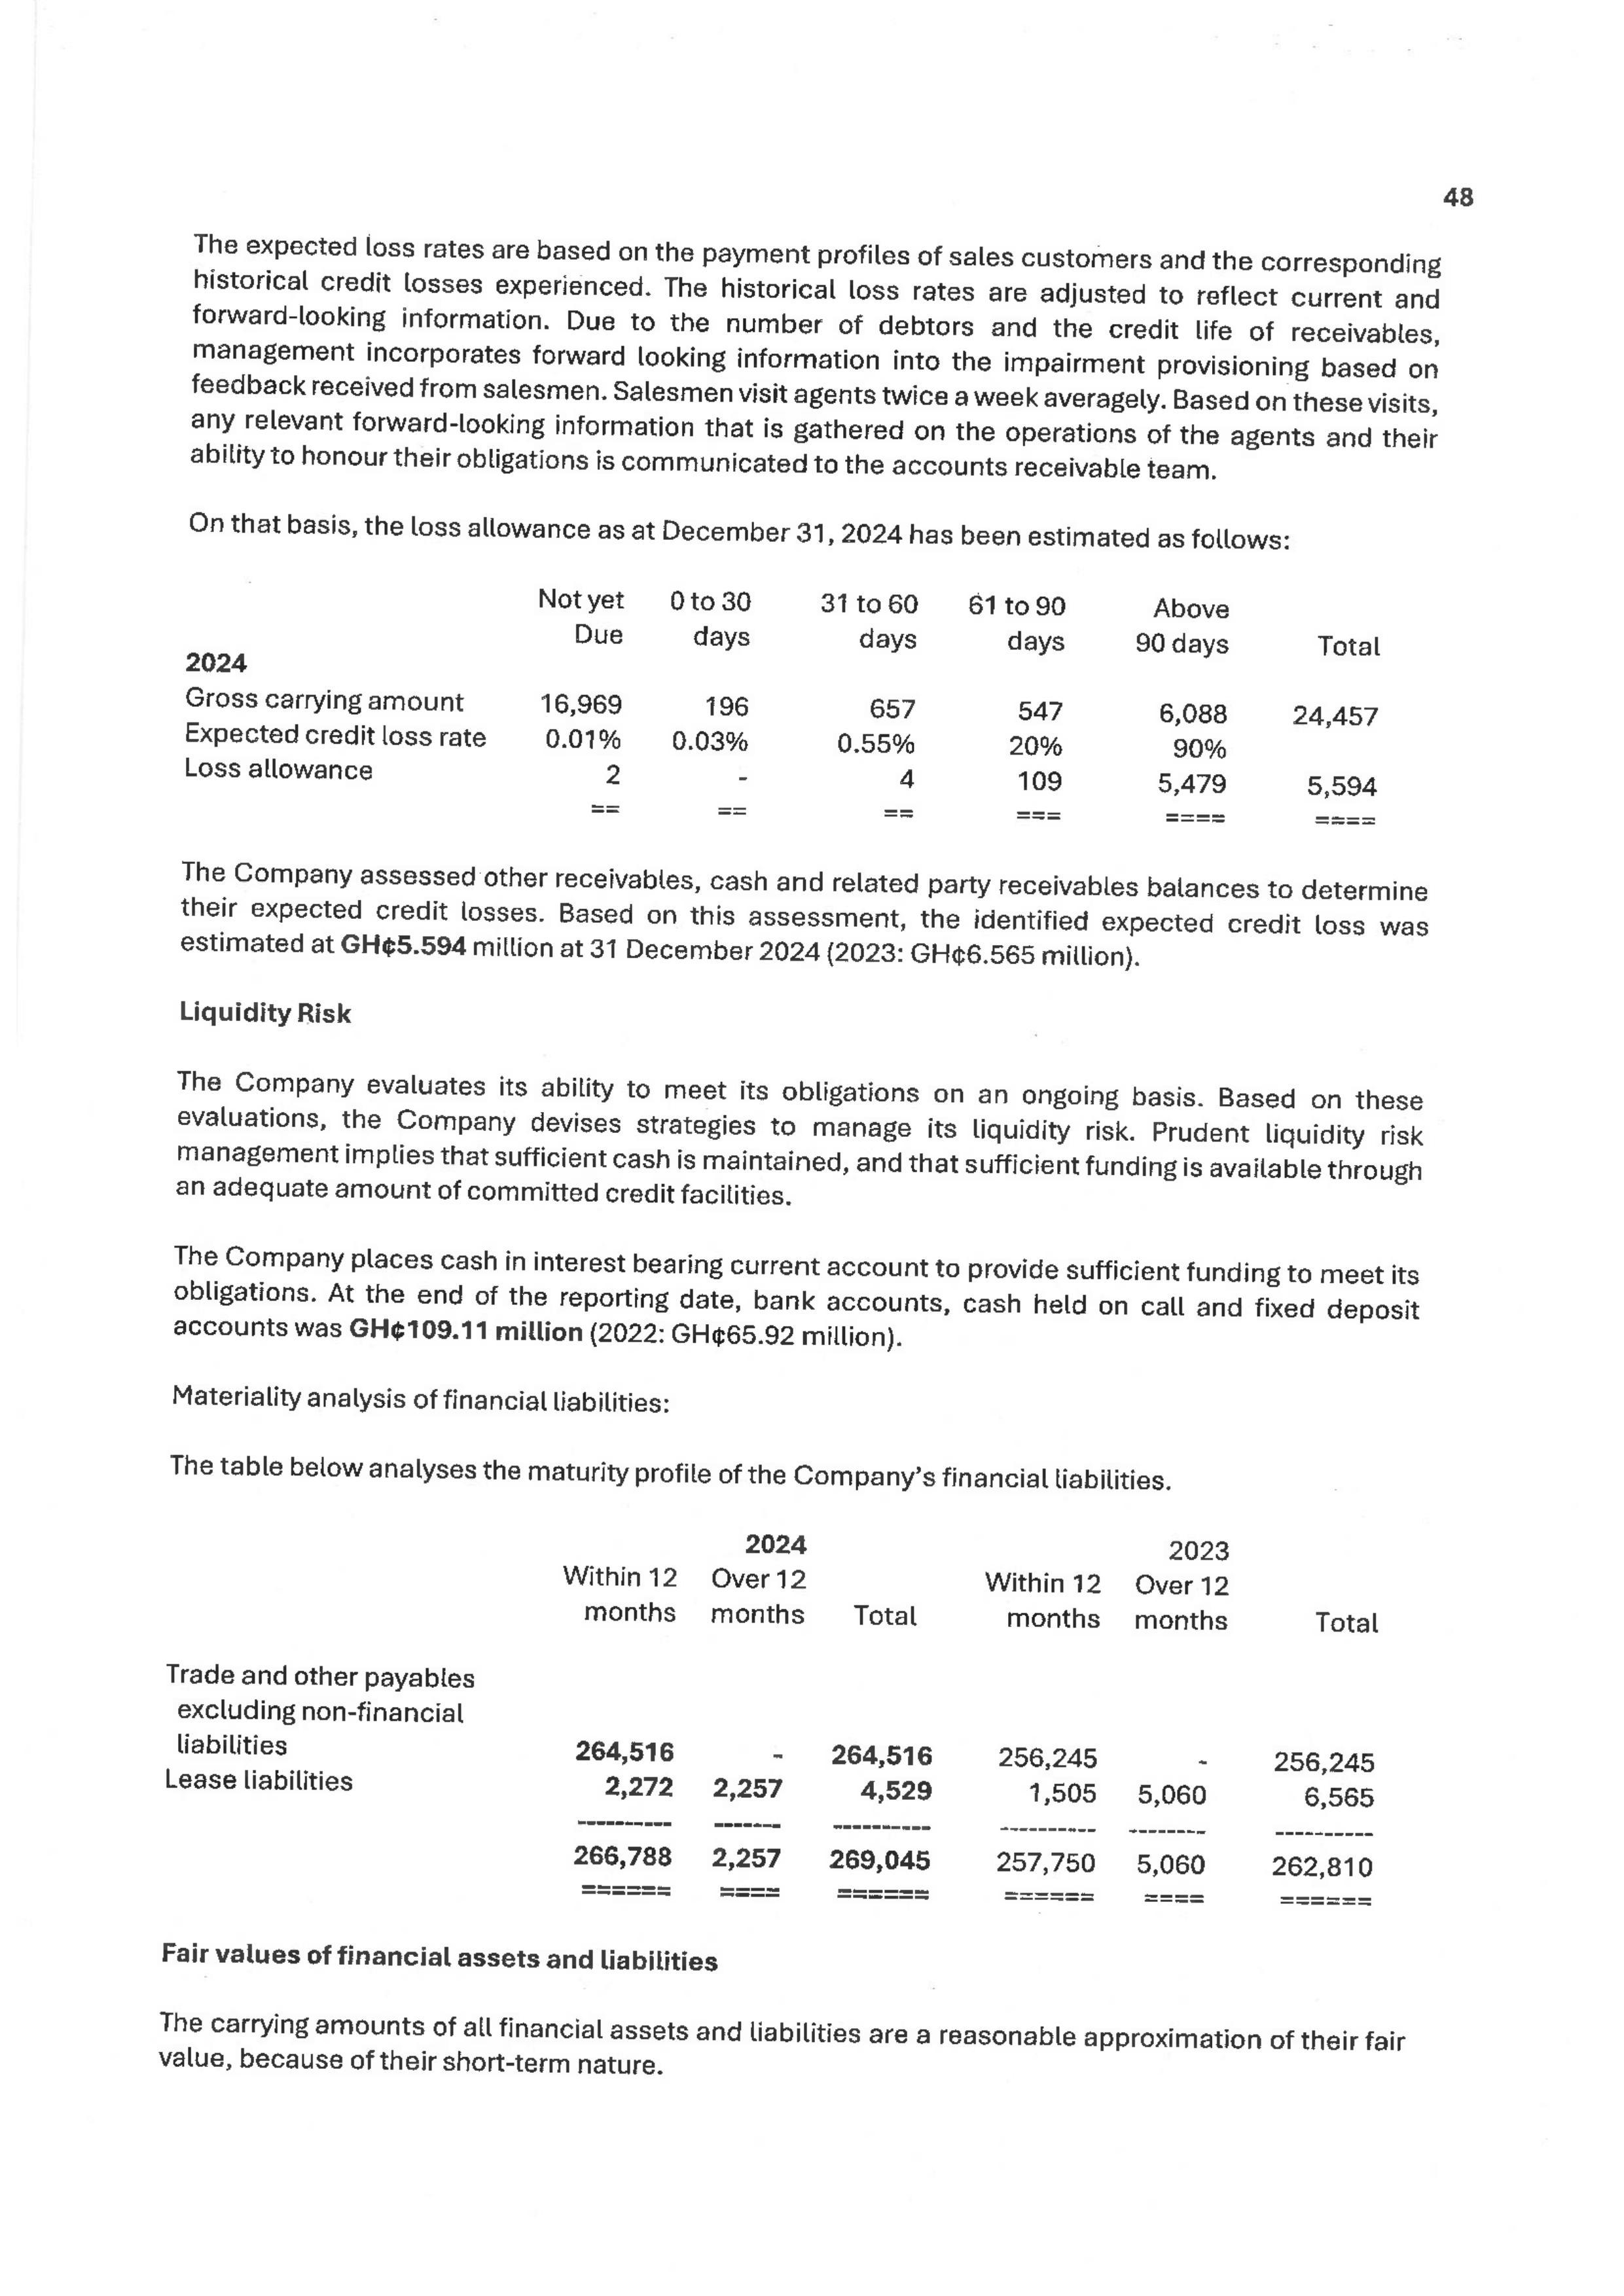 48
The expected loss rates are based on the payment profiles of sales customers and the corresponding
historical credit losses experienced. The historical loss rates are adjusted to reflect current and
forward-looking information. Due to the number of debtors and the credit life of receivables,
management incorporates forward looking information into the impairment provisioning based on
feedback received from salesmen. Salesmen visit agents twice a week averagely. Based on these visits,
any relevant forward-looking information that is gathered on the operations of the agents and their
ability to honour their obligations is communicated to the accounts receivable team.
On that basis, the loss allowance as at December 31, 2024 has been estimated as follows:
Not yet 0 to 30 31 to 60 61 to 90 Above
Due days days days 90 days Total
2024
Gross carrying amount 16,969 196 657 547 6,088 24,457
Expected credit loss rate 0.01% 0.03% 0.55% 20% 90%
Loss allowance 2 - 4 109 5,479 5,594
== == == === ==== ====
The Company assessed other receivables, cash and related party receivables balances to determine
their expected credit losses. Based on this assessment, the identified expected credit loss was
estimated at GH¢5.594 million at 31 December 2024 (2023: GH¢6.565 million).
Liquidity Risk
The Company evaluates its ability to meet its obligations on an ongoing basis. Based on these
evaluations, the Company devises strategies to manage its liquidity risk. Prudent liquidity risk
management implies that sufficient cash is maintained, and that sufficient funding is available through
an adequate amount of committed credit facilities.
The Company places cash in interest bearing current account to provide sufficient funding to meet its
obligations. At the end of the reporting date, bank accounts, cash held on call and fixed deposit
accounts was GH¢109.11 million (2022: GH¢65.92 million).
Materiality analysis of financial liabilities:
The table below analyses the maturity profile of the Company's financial liabilities.
2024 2023
Within 12 Over 12 Within 12 Over 12
months months Total months months Total
Trade and other payables
excluding non-financial
liabilities 264,516 - 264,516 256,245 - 256,245
Lease liabilities 2,272 2,257 4,529 1,505 5,060 6,565
---------- ------- ---------- ---------- -------- ----------
266,788 2,257 269,045 257,750 5,060 262,810
====== ==== ====== ====== ==== ======
Fair values of financial assets and liabilities
The carrying amounts of all financial assets and liabilities are a reasonable approximation of their fair
value, because of their short-term nature.